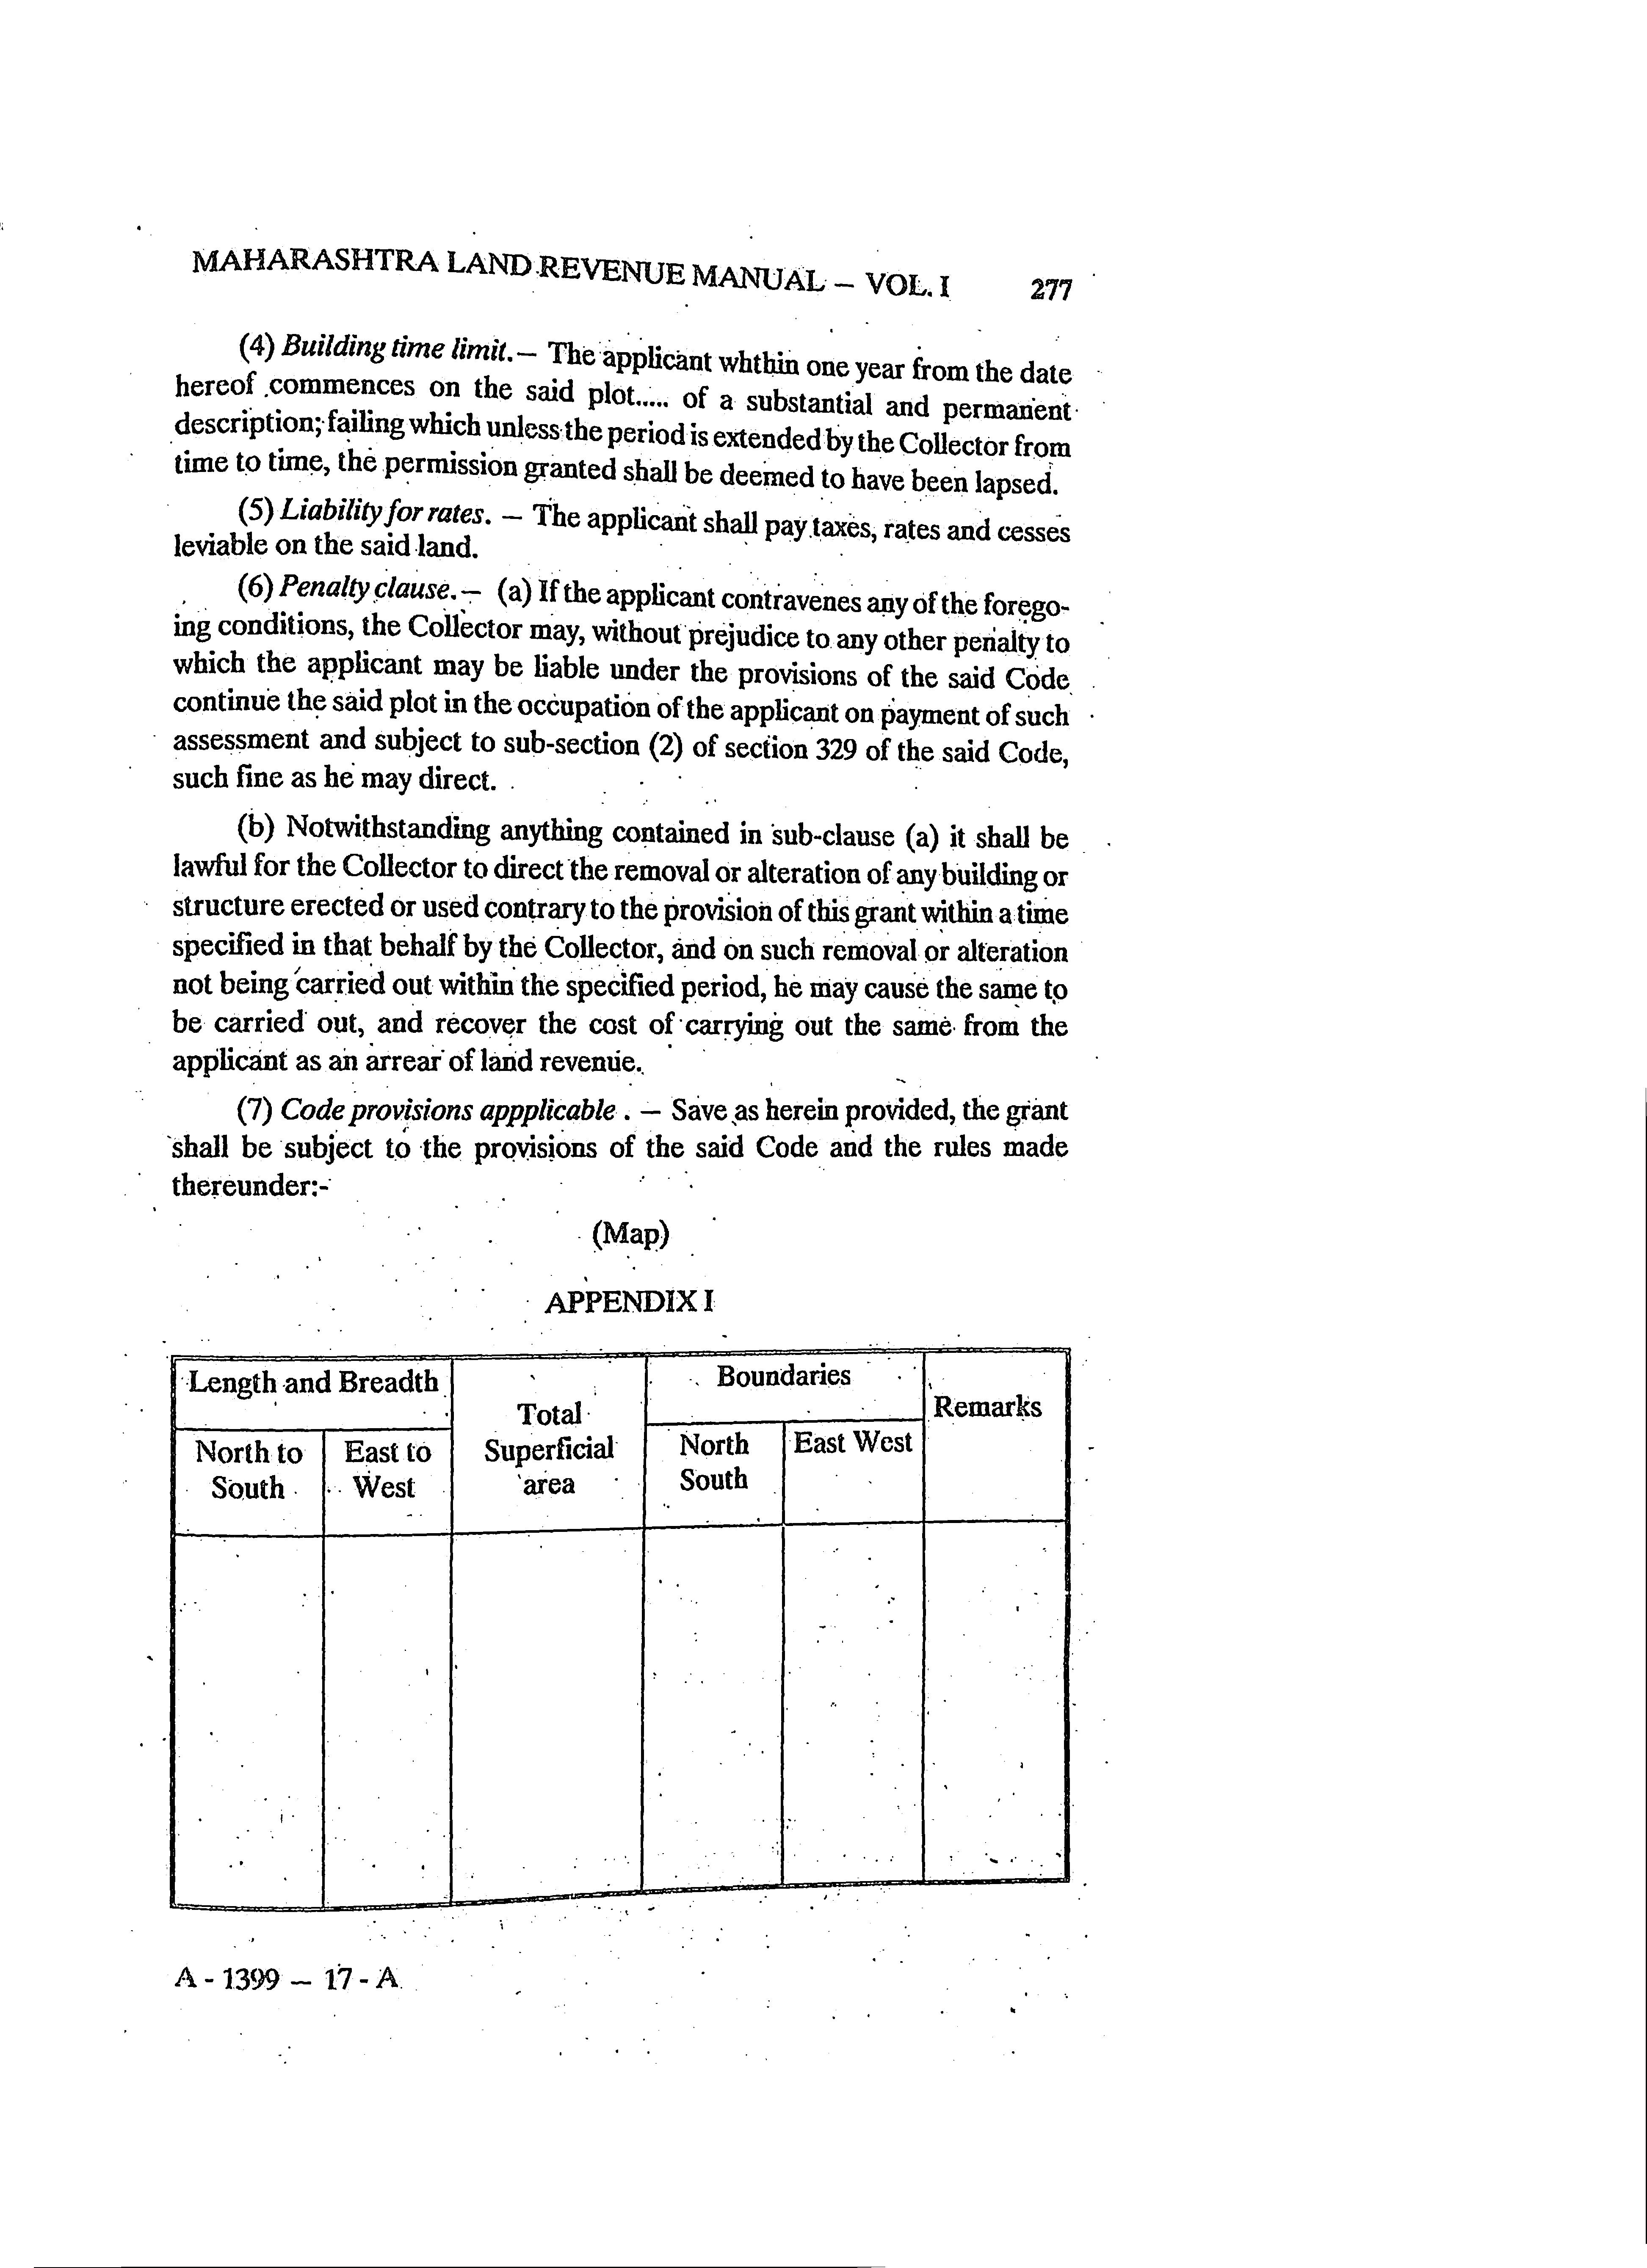 MAHARASHTRA LAND REVENUE MANUAL – VOL. I 277
(4) Building time limit. – The applicant whthin one year from the date
hereof commences on the said plot..... of a substantial and permanent
description; failing which unless the period is extended by the Collector from
time to time, the permission granted shall be deemed to have been lapsed.
(5) Liability for rates. – The applicant shall pay taxes, rates and cesses
leviable on the said land.
(6) Penalty clause. – (a) If the applicant contravenes any of the forego-
ing conditions, the Collector may, without prejudice to any other penalty to
which the applicant may be liable under the provisions of the said Code
continue the said plot in the occupation of the applicant on payment of such
assessment and subject to sub-section (2) of section 329 of the said Code,
such fine as he may direct.
(b) Notwithstanding anything contained in sub-clause (a) it shall be
lawful for the Collector to direct the removal or alteration of any building or
structure erected or used contrary to the provision of this grant within a time
specified in that behalf by the Collector, and on such removal or alteration
not being carried out within the specified period, he may cause the same to
be carried out, and recover the cost of carrying out the same from the
applicant as an arrear of land revenue.
(7) Code provisions appplicable . – Save as herein provided, the grant
shall be subject to the provisions of the said Code and the rules made
thereunder:-
(Map)
APPENDIX I
Length and Breadth
Total
Superficial
area
Boundaries
Remarks
North to
South
East to
West
North
South
East West
A - 1399 – 17 - A